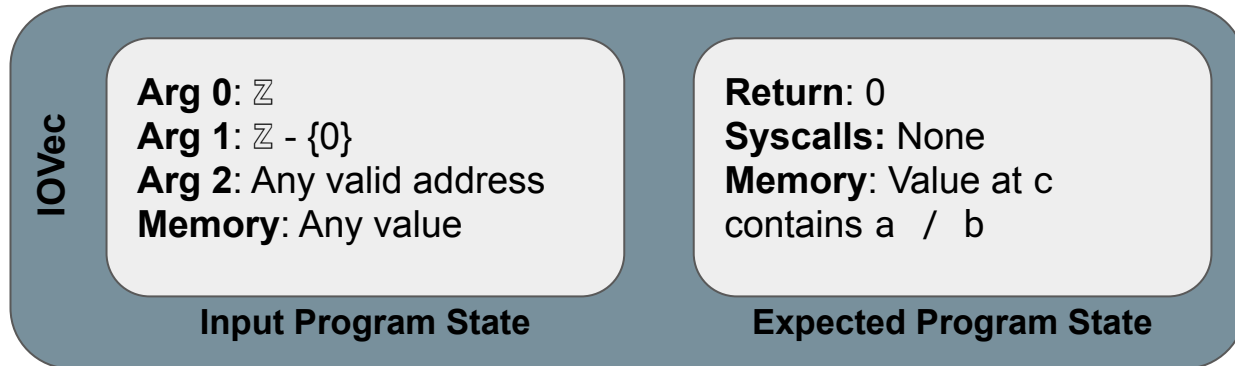 IOVec
Arg 0: ℤ
Arg 1: ℤ - {0}
Arg 2: Any valid address
Memory: Any value
Input Program State
Return: 0
Syscalls: None
Memory: Value at c
contains a / b
Expected Program State